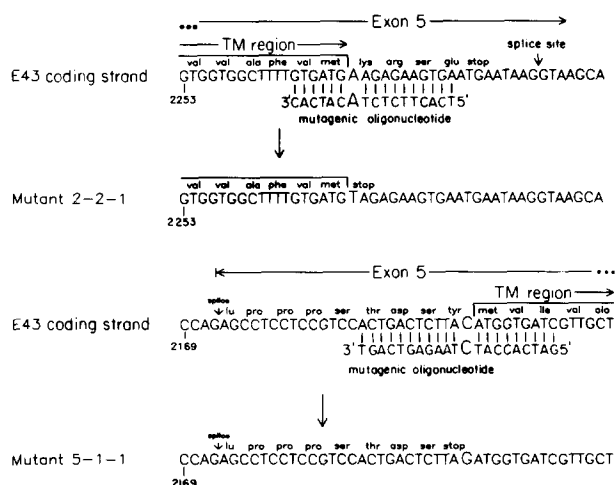 ... Exon 5
TM region splice site
val val ala phe val met lys arg ser glu stop
E43 coding strand GTGGTGGCTTTTGTGATGAAGAGAAGTGAATGAATAAGGTAAGCA
2253 3'CACTACATCTCTTCACT5'
mutagenic oligonucleotide
val val ala phe val met stop
Mutant 2-2-1 GTGGTGGCTTTTGTGATGTAGAGAAGTGAATGAATAAGGTAAGCA
2253
Exon 5 ...
TM region
splice lu pro pro pro ser thr asp ser tyr met val ile val ala
E43 coding strand CCAGAGCCTCCTCCGTCCACTGACTCTTACATGGTGATCGTTGCT
2169 3'TGACTGAGAATCTACCACTAG5'
mutagenic oligonucleotide
splice lu pro pro pro ser thr asp ser stop
Mutant 5-1-1 CCAGAGCCTCCTCCGTCCACTGACTCTTAGATGGTGATCGTTGCT
2169